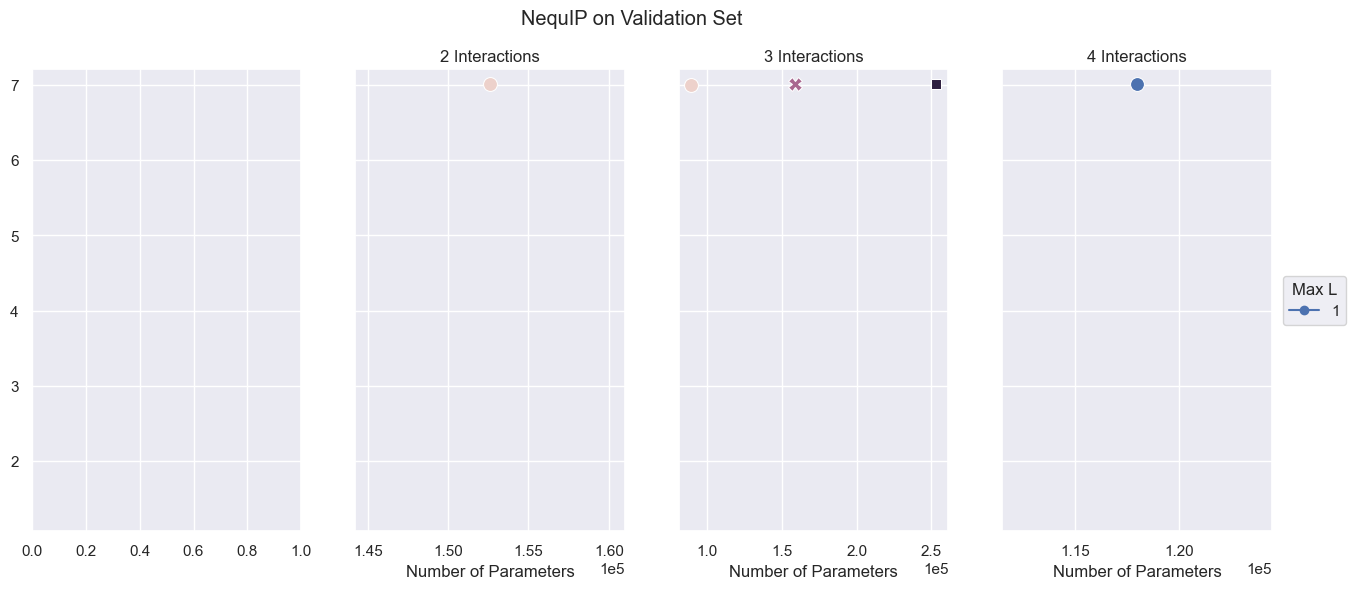 NequIP on Validation Set
2 Interactions
3 Interactions
4 Interactions
7
6
5
4
3
2
0.0 0.2 0.4 0.6 0.8 1.0
1.45 1.50 1.55 1.60
1e5
Number of Parameters
1.0 1.5 2.0 2.5
1e5
Number of Parameters
1.15 1.20
1e5
Number of Parameters
Max L
1